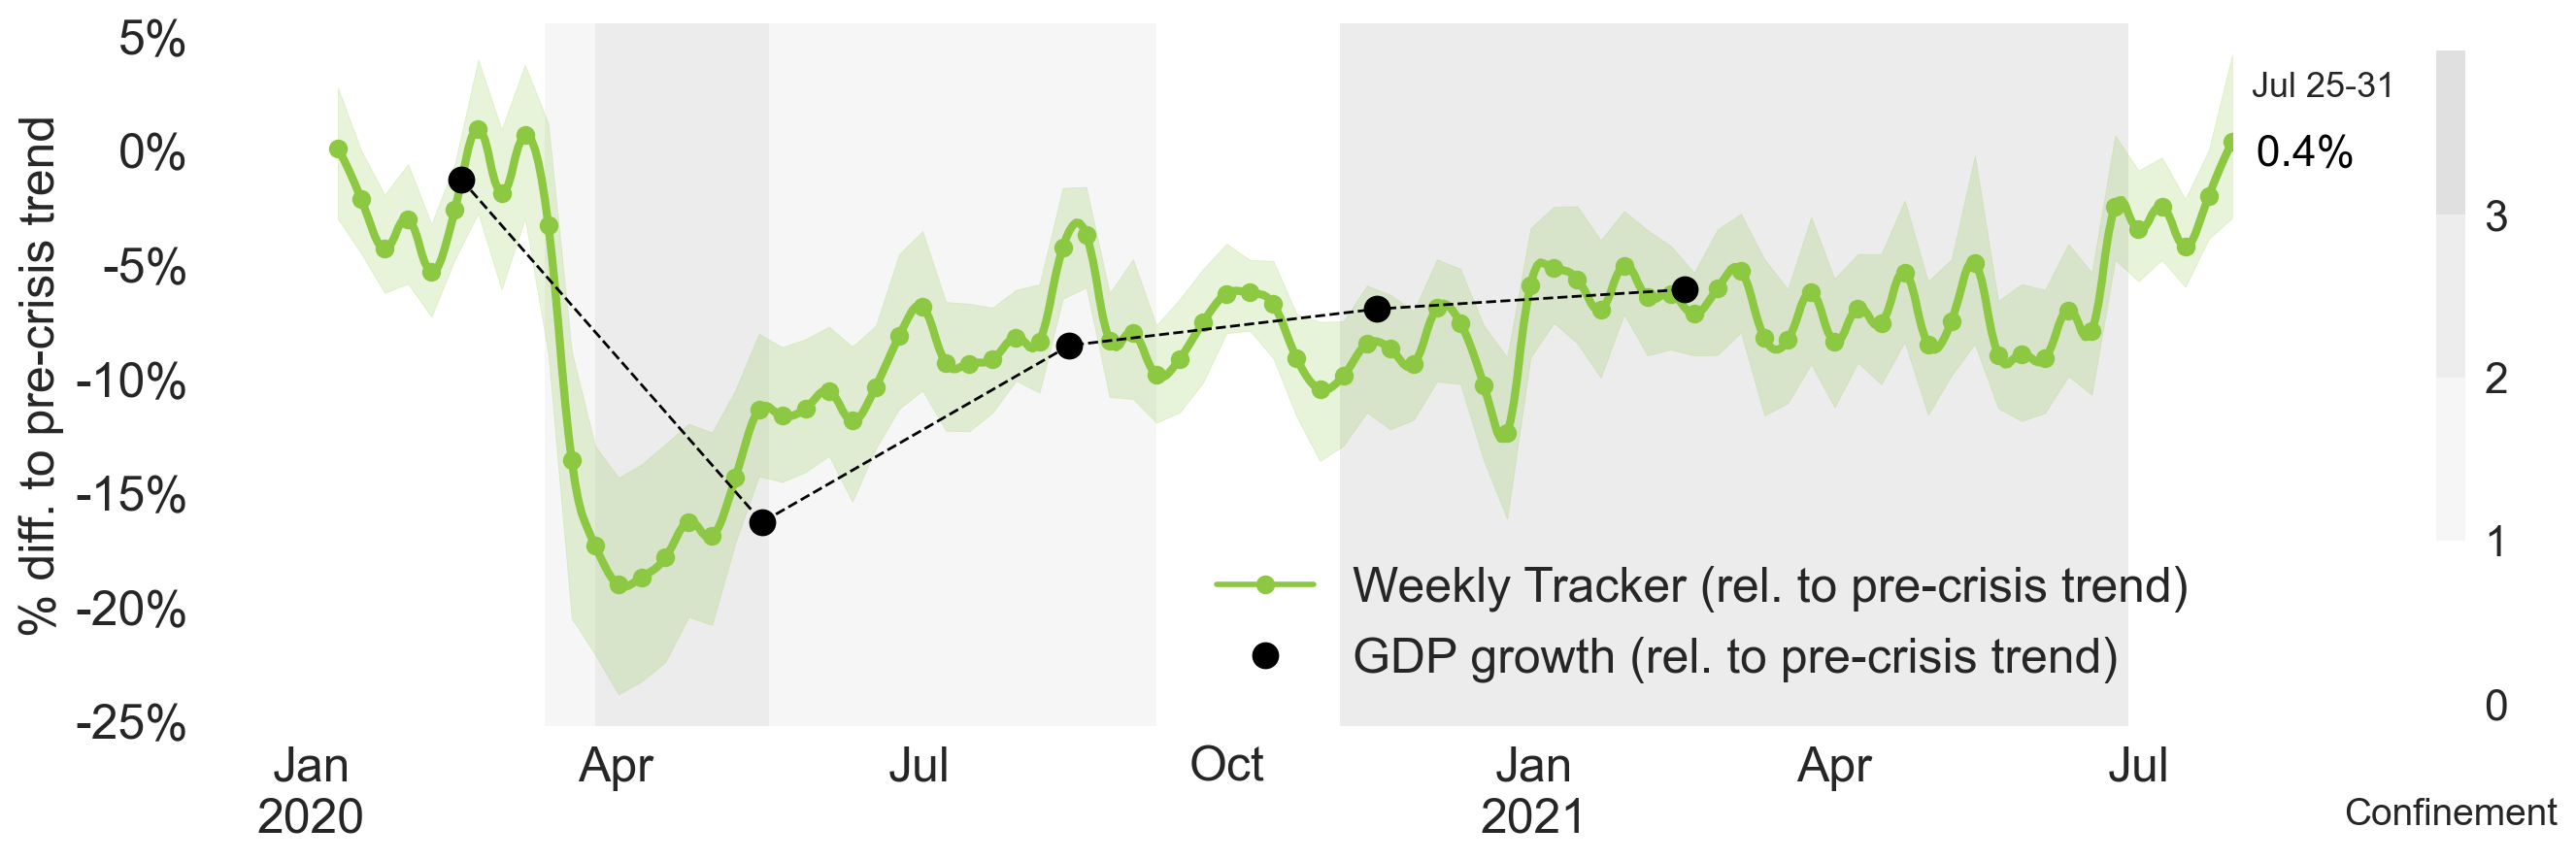 % diff. to pre-crisis trend
5%
0%
-5%
-10%
-15%
-20%
-25%
Jan
2020
Apr
Jul
Oct
Jan
2021
Apr
Jul
Jul 25-31
0.4%
Weekly Tracker (rel. to pre-crisis trend)
GDP growth (rel. to pre-crisis trend)
3
2
1
0
Confinement